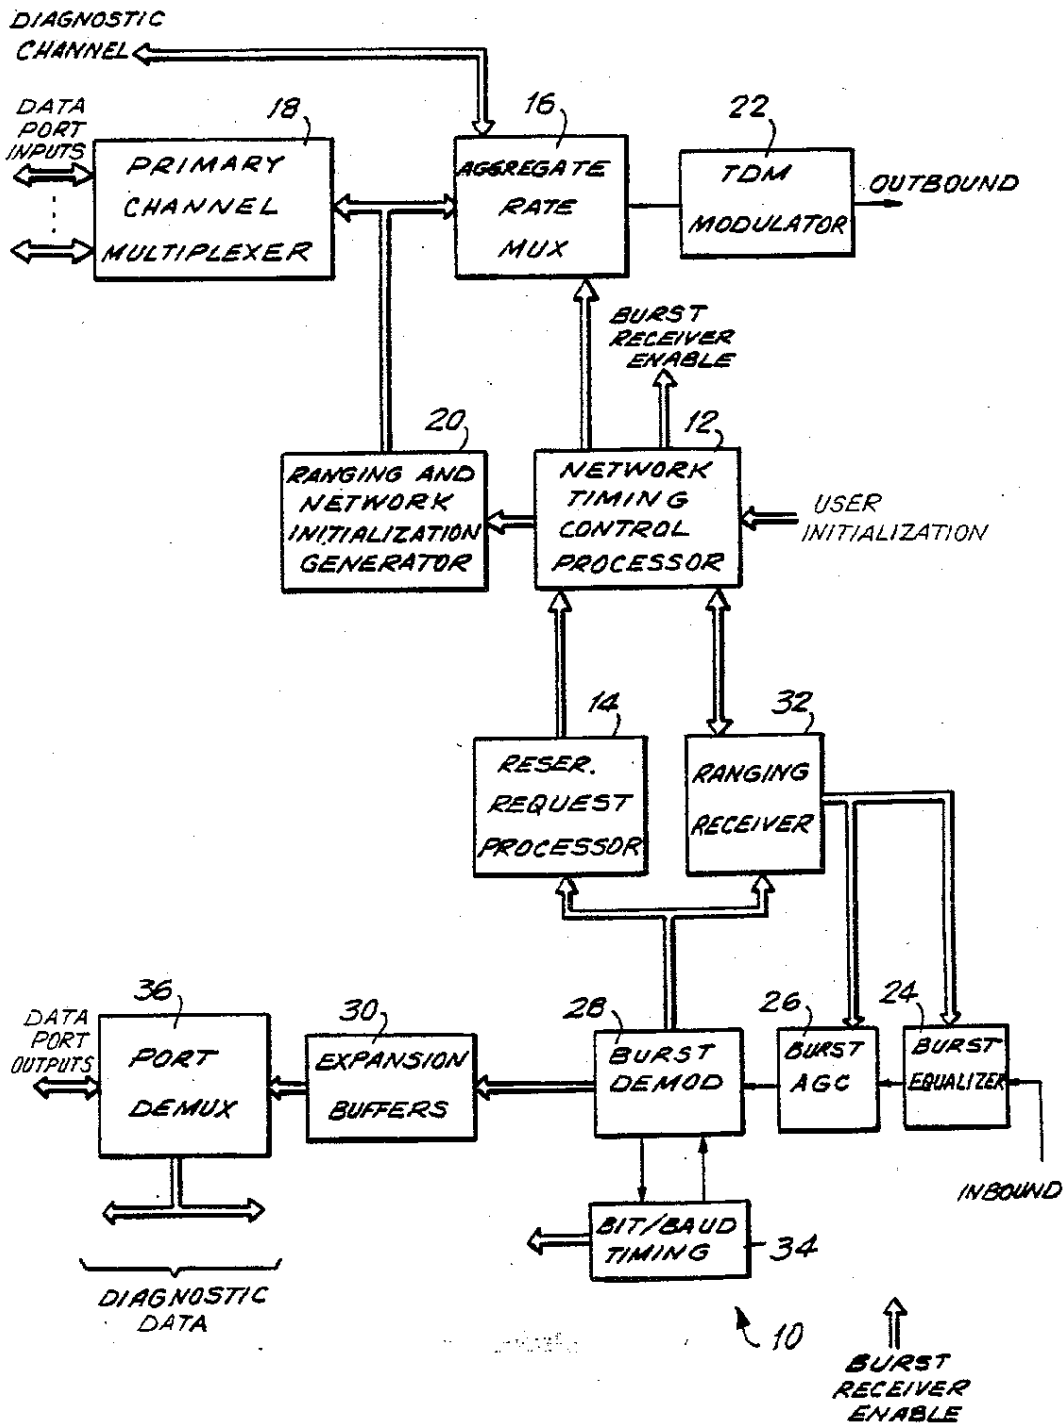 DIAGNOSTIC
CHANNEL
DATA
PORT
INPUTS
18
PRIMARY
CHANNEL
MULTIPLEXER
16
AGGREGATE
RATE
MUX
22
TDM
MODULATOR
OUTBOUND
BURST
RECEIVER
ENABLE
20
RANGING AND
NETWORK
INITIALIZATION
GENERATOR
12
NETWORK
TIMING
CONTROL
PROCESSOR
USER
INITIALIZATION
14
RESER.
REQUEST
PROCESSOR
32
RANGING
RECEIVER
DATA
PORT
OUTPUTS
36
PORT
DEMUX
30
EXPANSION
BUFFERS
28
BURST
DEMOD
26
BURST
AGC
24
BURST
EQUALIZER
INBOUND
BIT/BAUD
TIMING
34
DIAGNOSTIC
DATA
10
BURST
RECEIVER
ENABLE